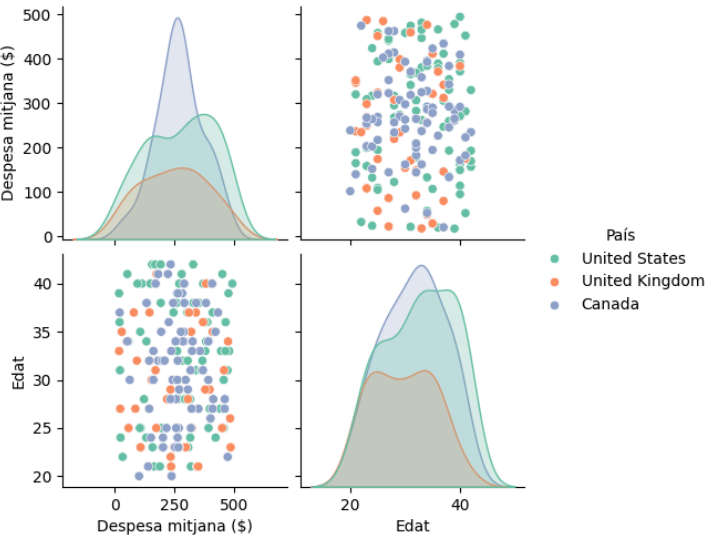 Despesa mitjana ($)
500
400
300
200
100
0
Edat
40
35
30
25
20
0 250 500
Despesa mitjana ($)
20 40
Edat
País
United States
United Kingdom
Canada